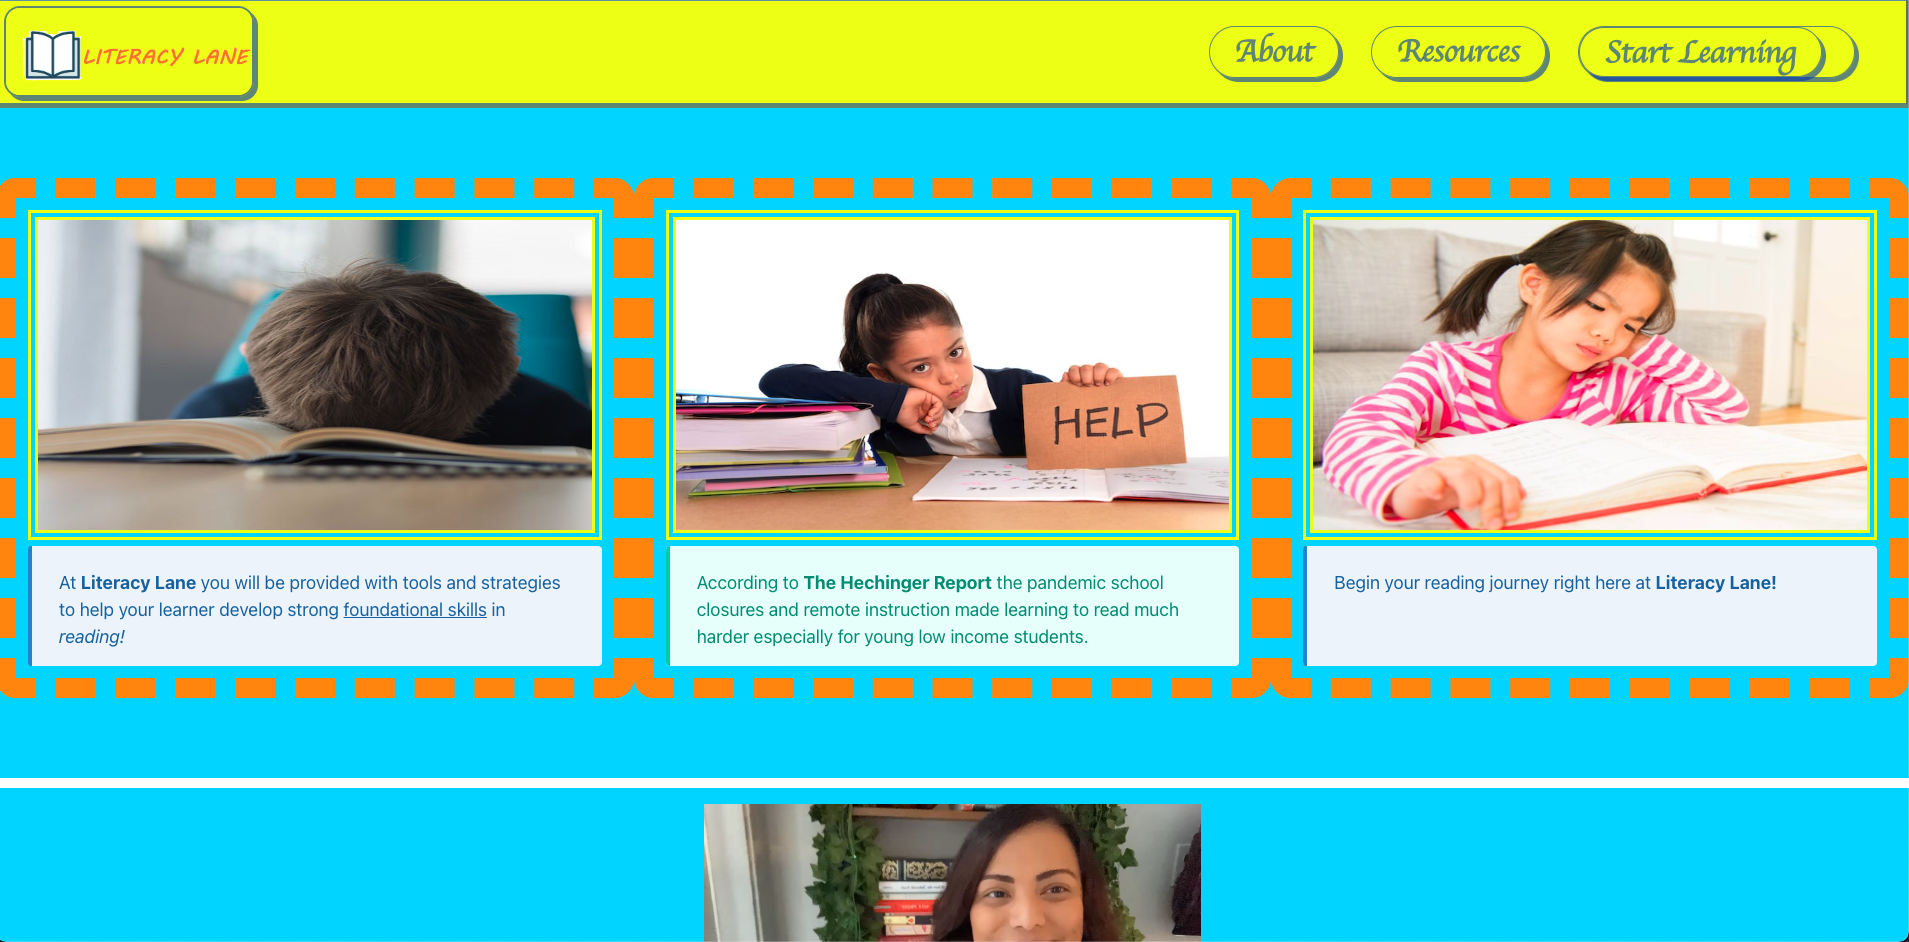 LITERACY LANE
About
Resources
Start Learning
HELP
At Literacy Lane you will be provided with tools and strategies
to help your learner develop strong foundational skills in
reading!
According to The Hechinger Report the pandemic school
closures and remote instruction made learning to read much
harder especially for young low income students.
Begin your reading journey right here at Literacy Lane!